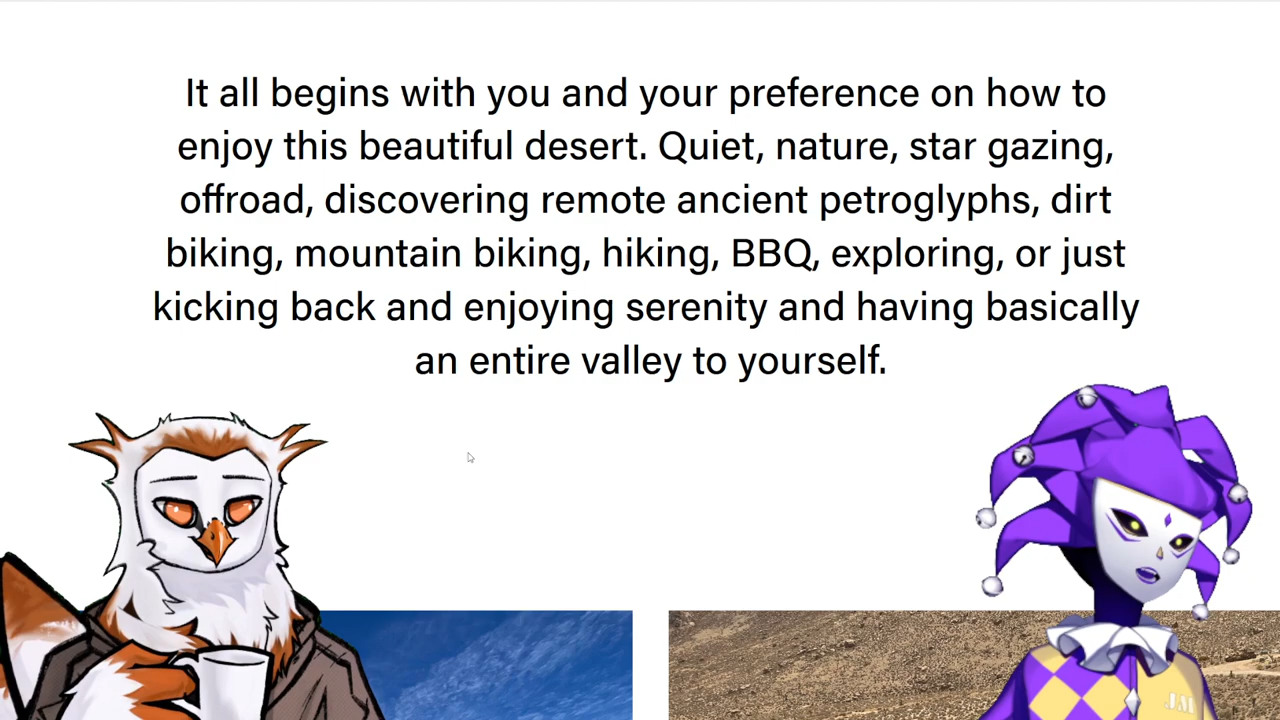 It all begins with you and your preference on how to
enjoy this beautiful desert. Quiet, nature, star gazing,
offroad, discovering remote ancient petroglyphs, dirt
biking, mountain biking, hiking, BBQ, exploring, or just
kicking back and enjoying serenity and having basically
an entire valley to yourself.
JM